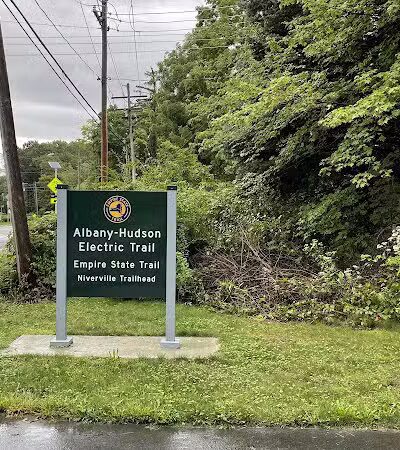 Albany-Hudson
Electric Trail
Empire State Trail
Niverville Trailhead